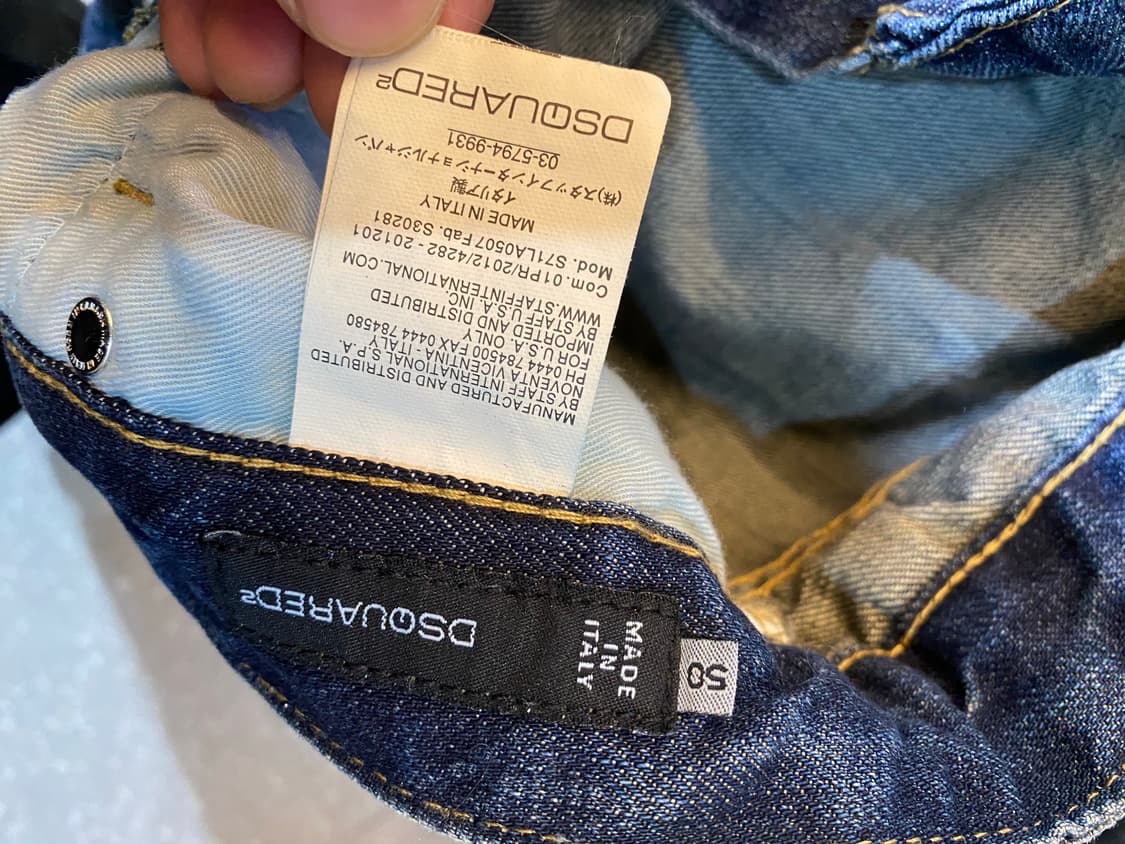 DSQUARED²
03-5794-9931
(株)スタッフインターナショナルジャパン
イタリア製
MADE IN ITALY
Mod. S71LA0507 Fab. S30281
Com. 01PR/2012/4282 - 201201
WWW.STAFFINTERNATIONAL.COM
BY STAFF U.S.A. INC.
IMPORTED AND DISTRIBUTED
FOR U.S.A. ONLY
PH 0444 784500 FAX 0444 784580
NOVENTA VICENTINA - ITALY
BY STAFF INTERNATIONAL S.P.A.
MANUFACTURED AND DISTRIBUTED
DSQUARED²
MADE
IN
ITALY
50